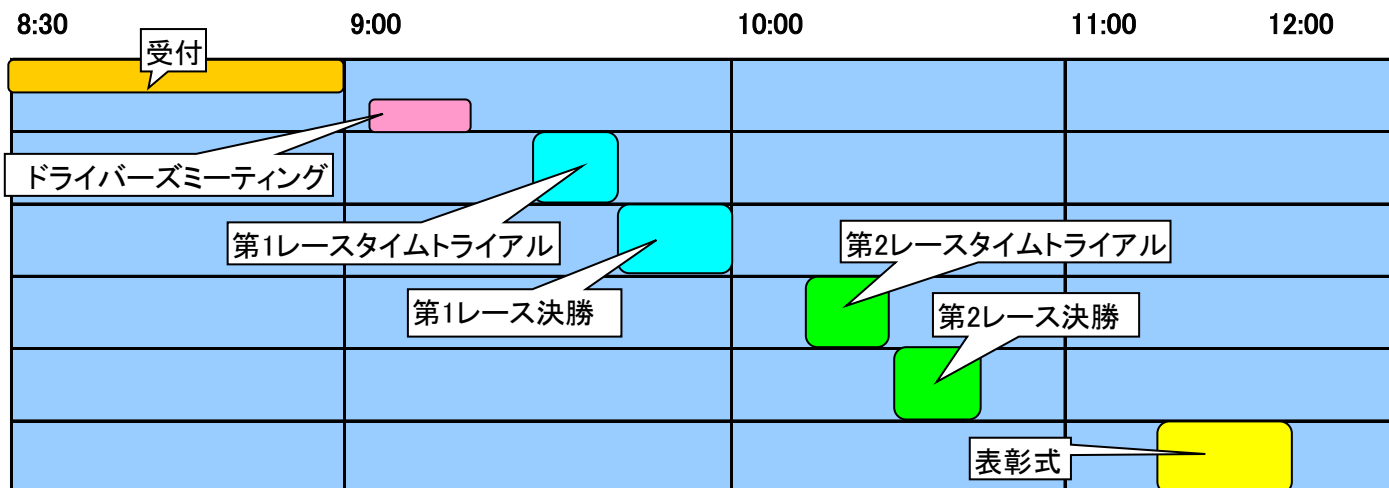 8:30 9:00 10:00 11:00 12:00
受付
ドライバーズミーティング
第1レースタイムトライアル
第1レース決勝
第2レースタイムトライアル
第2レース決勝
表彰式